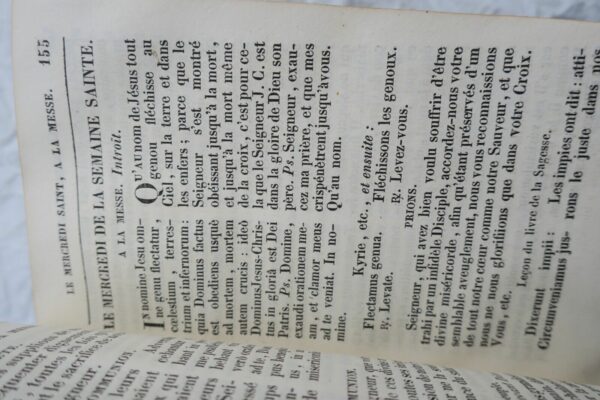 LE MERCREDI SAINT, A LA MESSE. 155
LE MERCREDI DE LA SEMAINE SAINTE.
A LA MESSE. Introit.
IN nomine Jesu om-
ne genu flectatur,
cœlestium, terres-
trium et infernorum:
quia Dominus factus
est obediens usquè
ad mortem, mortem
autem crucis: ideò
Dominus Jesus-Chris-
tus in gloriâ est Dei
Patris. Ps. Domine,
exaudi orationem me-
am, et clamor meus
ad te veniat. In no-
mine.
QU'AU nom de Jésus tout
genou fléchisse au
Ciel, sur la terre et dans
les enfers; parce que le
Seigneur s'est montré
obéissant jusqu'à la mort,
et jusqu'à la mort même
de la croix, c'est pour ce-
la que le Seigneur J. C. est
dans la gloire de Dieu son
père. Ps. Seigneur, exau-
cez ma prière, et que mes
cris pénétrent jusqu'à vous.
Qu'au nom.
Kyrie, etc., et ensuite:
Flectamus genua. Fléchissons les genoux.
℟. Levate. ℟. Levez-vous.
PRIONS.
Seigneur, qui avez bien voulu souffrir d'être
trahi par un infidèle Disciple, accordez-nous votre
divine miséricorde, afin qu'étant préservés d'un
semblable aveuglement, nous vous reconnaissions
de tout notre cœur comme notre Sauveur, et que
nous ne nous glorifiions que dans votre Croix.
Vous, etc.
Leçon du livre de la Sagesse.
Dixerunt impii: Les impies ont dit: atti-
Circumveniamus jus- rons le juste dans